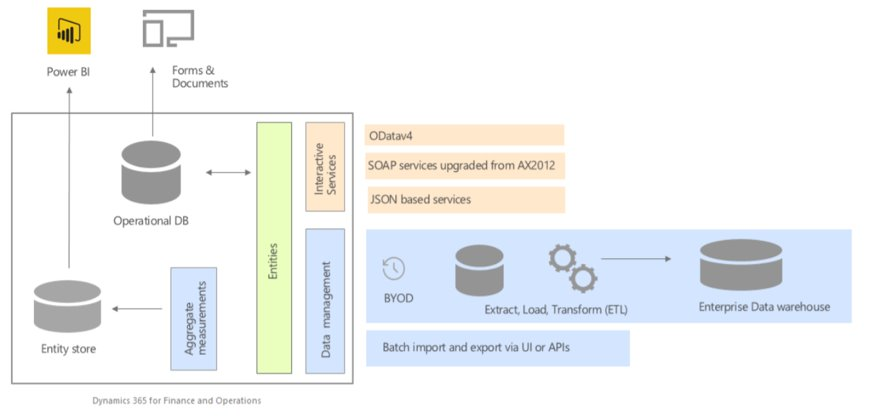 Power BI
Forms &
Documents
ODatav4
SOAP services upgraded from AX2012
JSON based services
Interactive
Services
Operational DB
Entities
Data management
Aggregate
measurements
Entity store
BYOD
Extract, Load, Transform (ETL)
Enterprise Data warehouse
Batch import and export via UI or APIs
Dynamics 365 for Finance and Operations